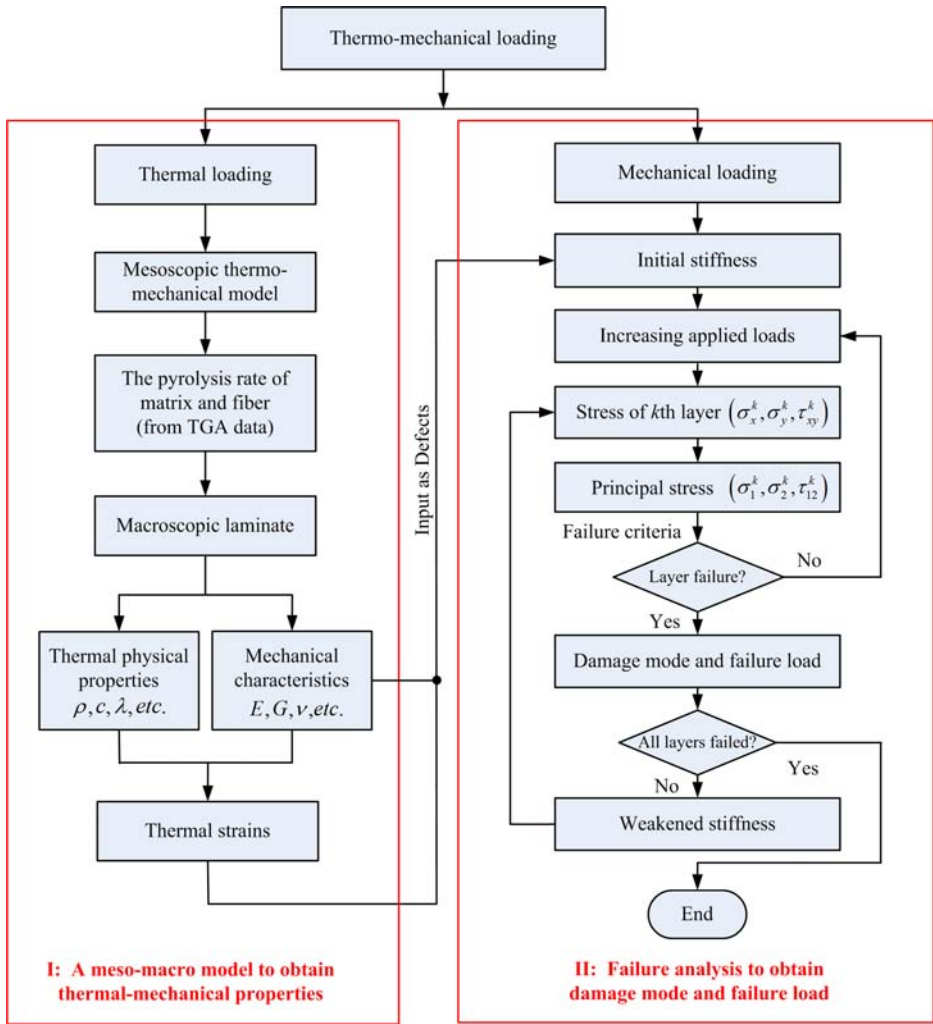 Thermo-mechanical loading
Thermal loading
Mesoscopic thermo-
mechanical model
The pyrolysis rate of
matrix and fiber
(from TGA data)
Macroscopic laminate
Thermal physical
properties
ρ, c, λ, etc.
Mechanical
characteristics
E, G, ν, etc.
Thermal strains
I: A meso-macro model to obtain
thermal-mechanical properties
Input as Defects
Mechanical loading
Initial stiffness
Increasing applied loads
Stress of kth layer (σ_x^k, σ_y^k, τ_xy^k)
Principal stress (σ_1^k, σ_2^k, τ_12^k)
Failure criteria
Layer failure?
No
Yes
Damage mode and failure load
All layers failed?
Yes
No
Weakened stiffness
End
II: Failure analysis to obtain
damage mode and failure load